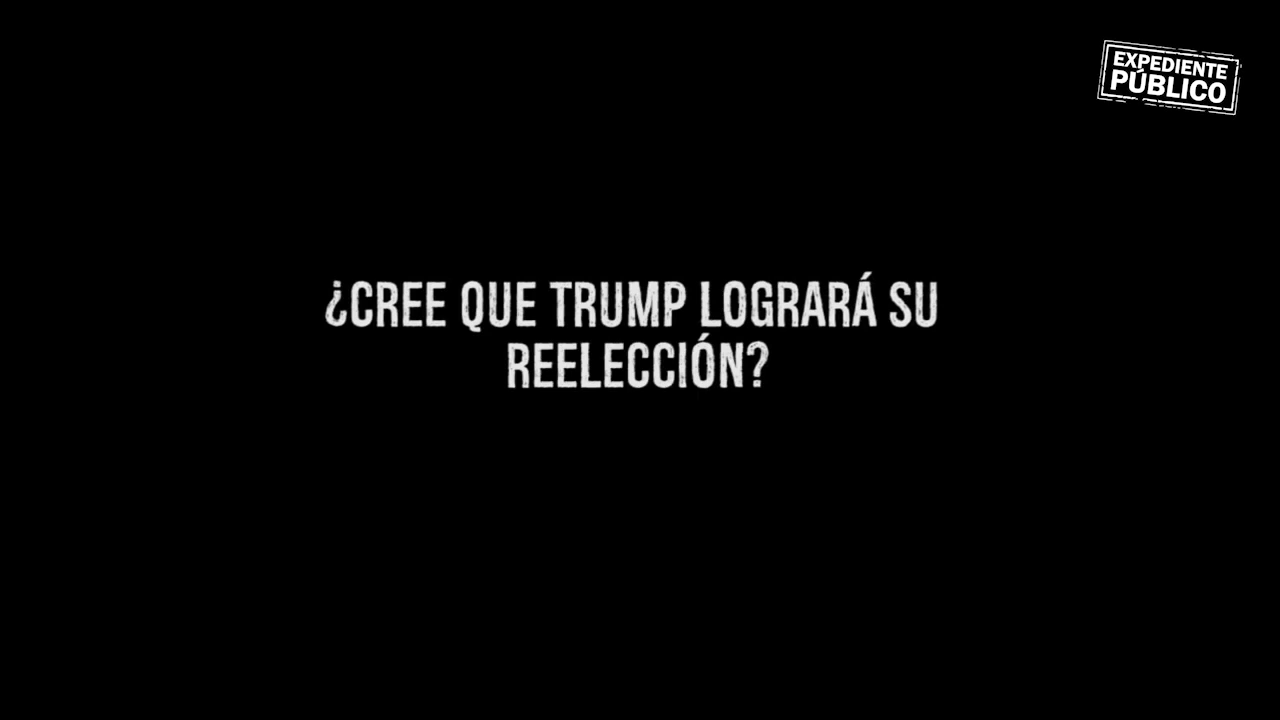 EXPEDIENTE
PÚBLICO
¿CREE QUE TRUMP LOGRARÁ SU
REELECCIÓN?